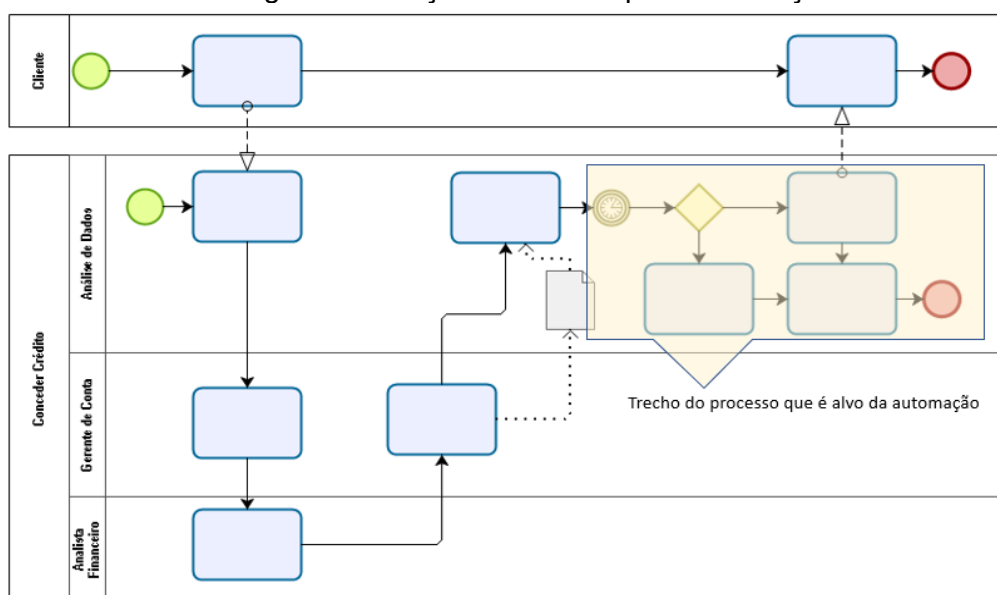 Cliente
Conceder Crédito
Análise de Dados
Gerente de Conta
Analista
Financeiro
Trecho do processo que é alvo da automação